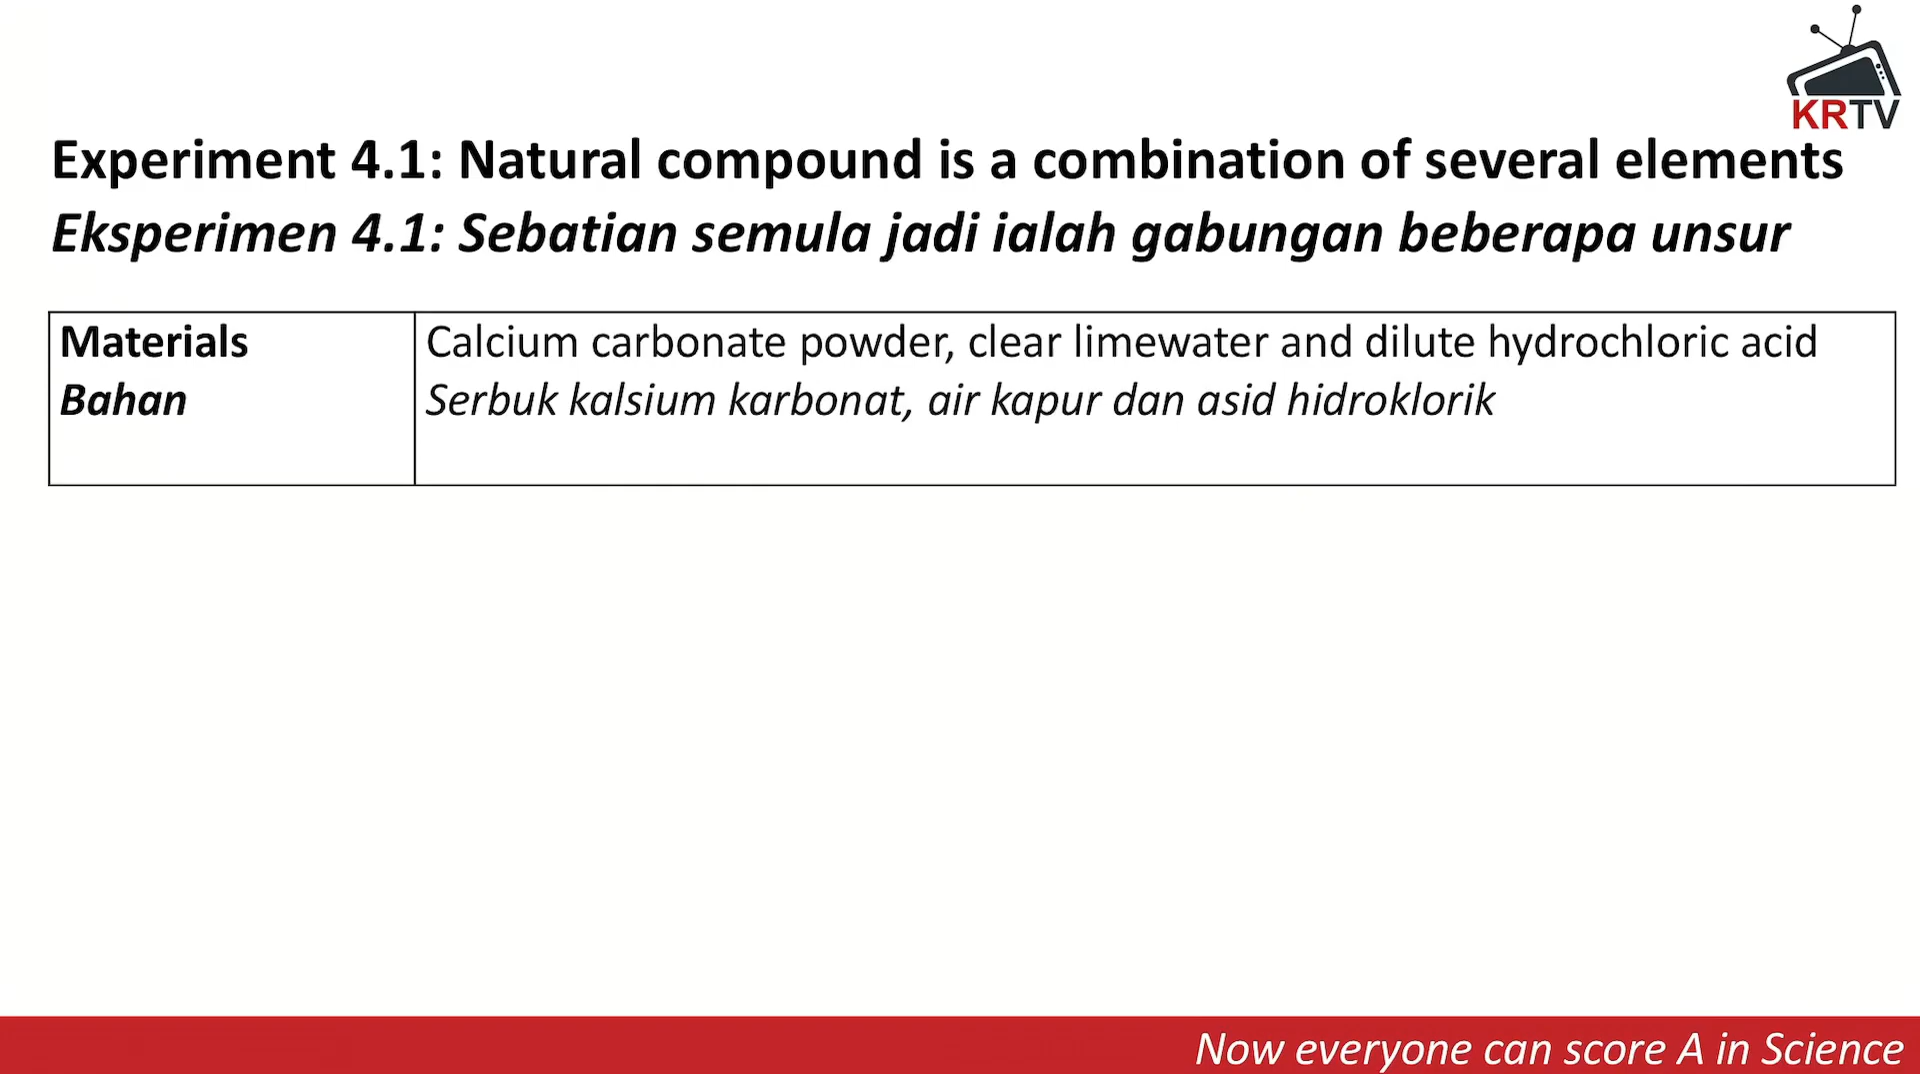 KRTV
Experiment 4.1: Natural compound is a combination of several elements
Eksperimen 4.1: Sebatian semula jadi ialah gabungan beberapa unsur
Materials
Bahan
Calcium carbonate powder, clear limewater and dilute hydrochloric acid
Serbuk kalsium karbonat, air kapur dan asid hidroklorik
Now everyone can score A in Science